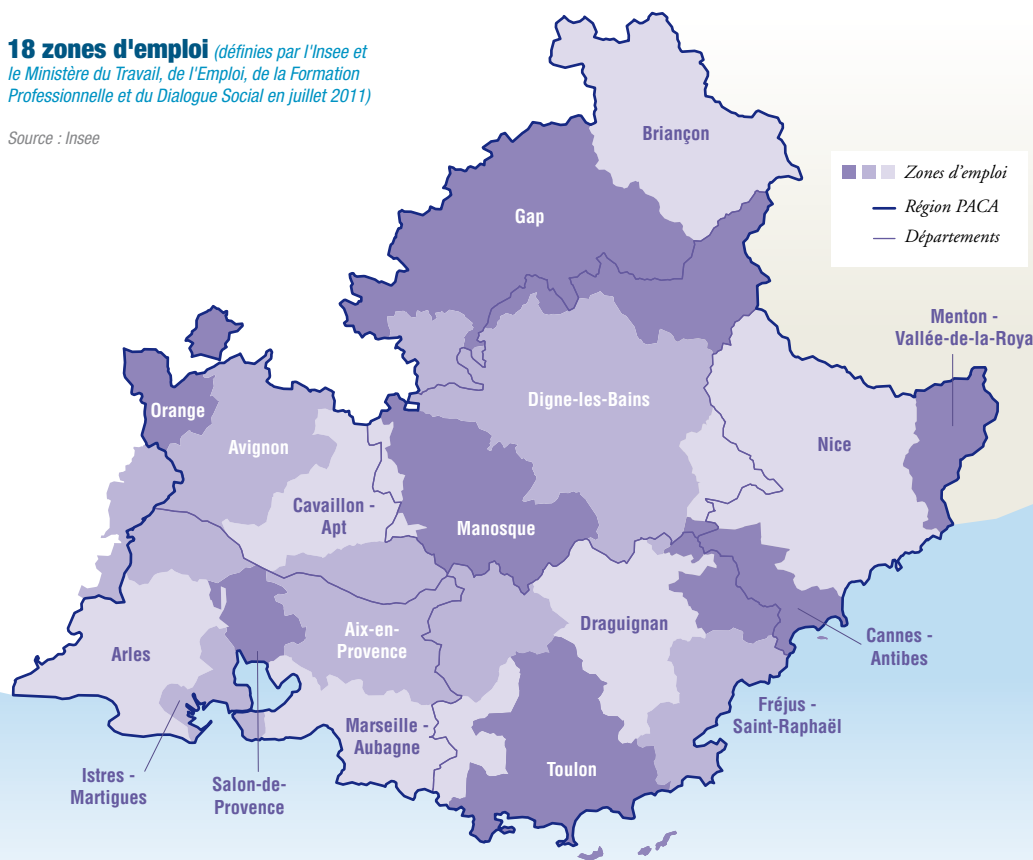 18 zones d'emploi (définies par l'Insee et
le Ministère du Travail, de l'Emploi, de la Formation
Professionnelle et du Dialogue Social en juillet 2011)
Source : Insee
Briançon
Zones d'emploi
Région PACA
Départements
Gap
Menton -
Vallée-de-la-Roya
Orange
Digne-les-Bains
Avignon
Nice
Cavaillon -
Apt
Manosque
Draguignan
Aix-en-
Provence
Arles
Cannes -
Antibes
Fréjus -
Saint-Raphaël
Marseille -
Aubagne
Toulon
Istres -
Martigues
Salon-de-
Provence